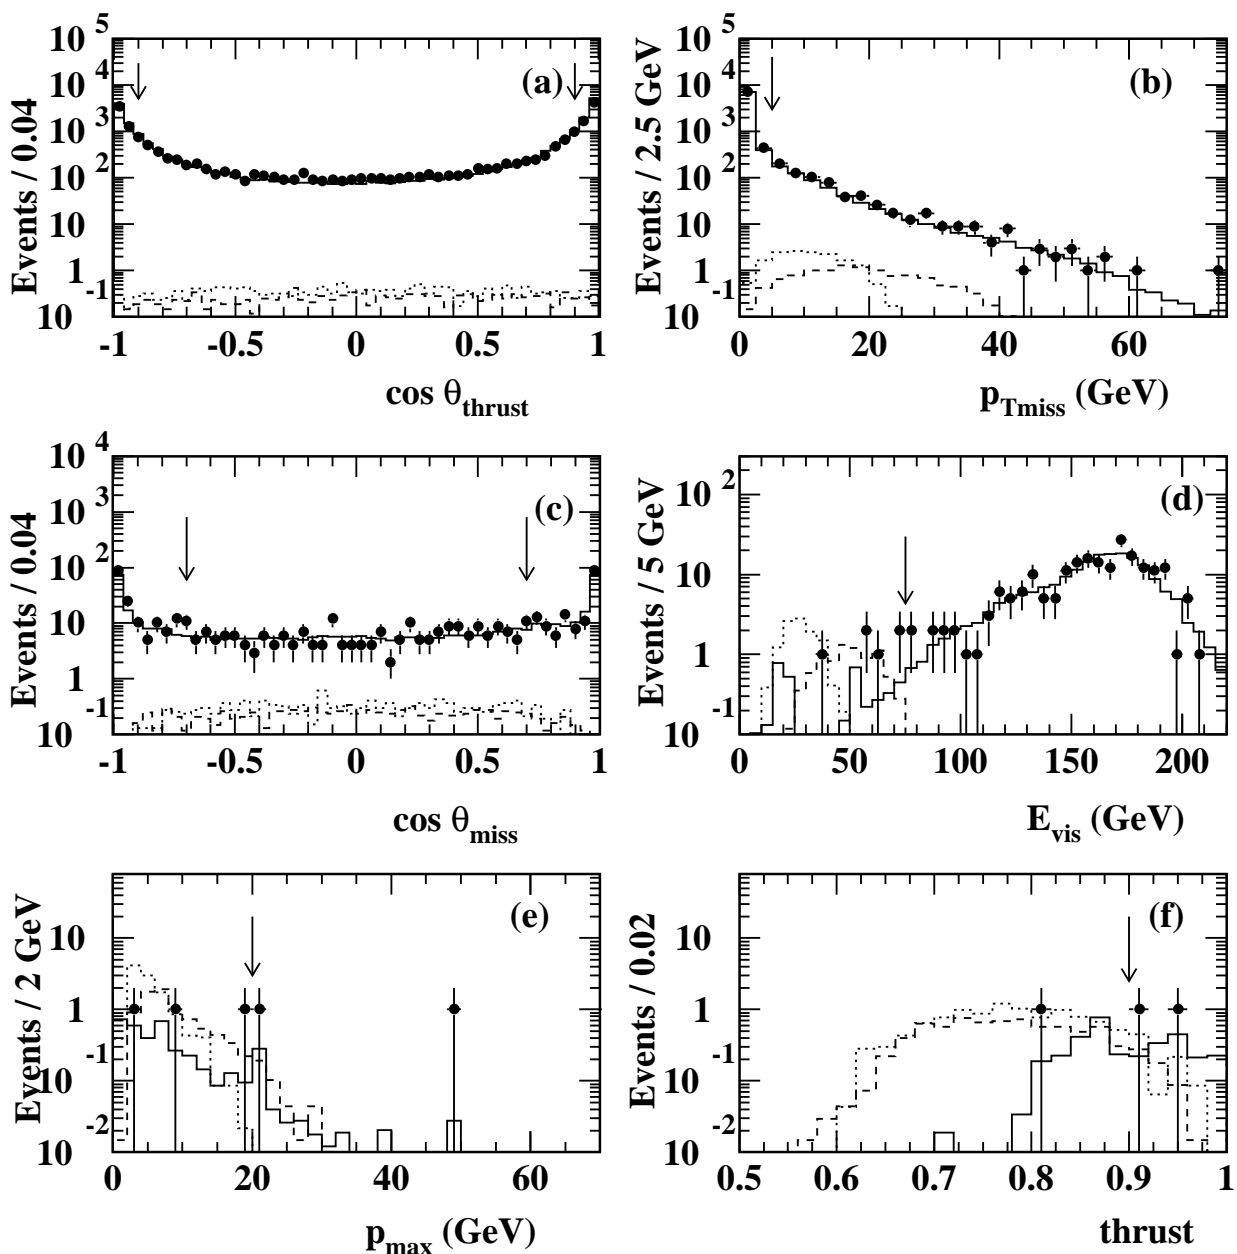 (a)
Events / 0.04
10 5
10 4
10 3
10 2
10
1
10 -1
-1 -0.5 0 0.5 1
cos θthrust
(b)
Events / 2.5 GeV
10 5
10 4
10 3
10 2
10
1
10 -1
0 20 40 60
pTmiss (GeV)
(c)
Events / 0.04
10 4
10 3
10 2
10
1
10 -1
-1 -0.5 0 0.5 1
cos θmiss
(d)
Events / 5 GeV
10 2
10
1
10 -1
0 50 100 150 200
Evis (GeV)
(e)
Events / 2 GeV
10
1
10 -1
10 -2
0 20 40 60
pmax (GeV)
(f)
Events / 0.02
10
1
10 -1
10 -2
0.5 0.6 0.7 0.8 0.9 1
thrust